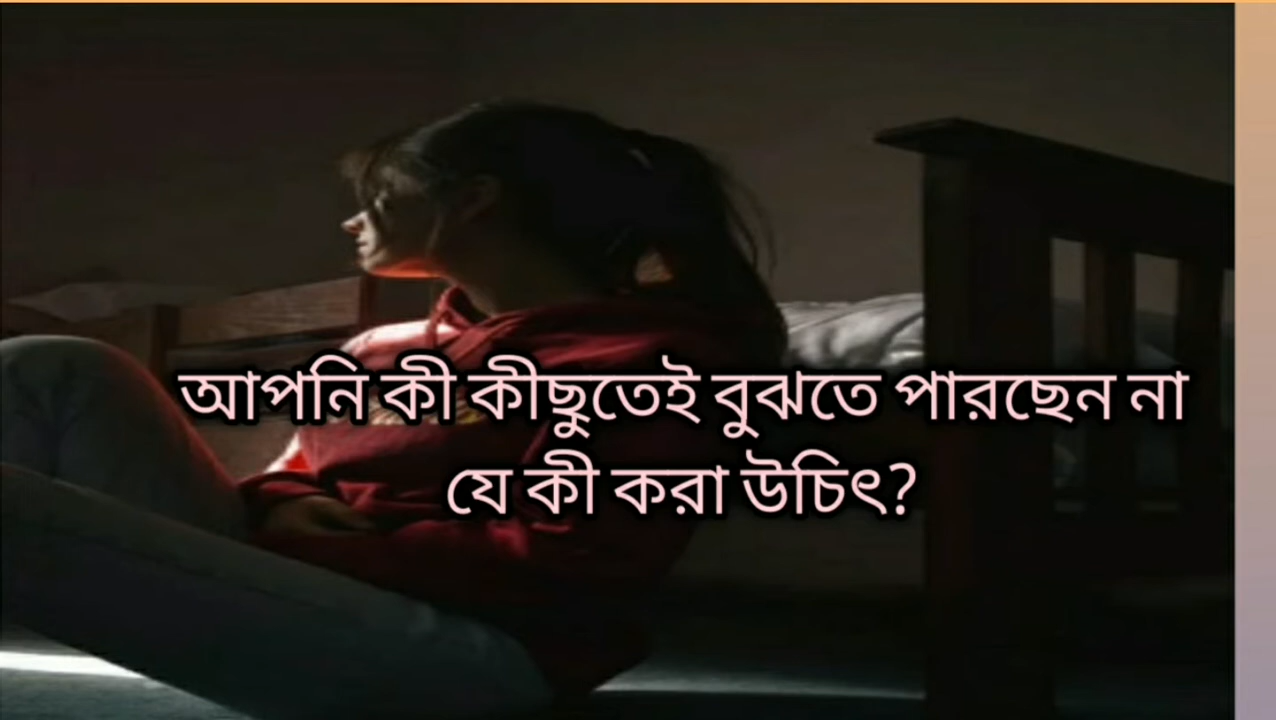 আপনি কী কীছুতেই বুঝতে পারছেন না
যে কী করা উচিৎ?